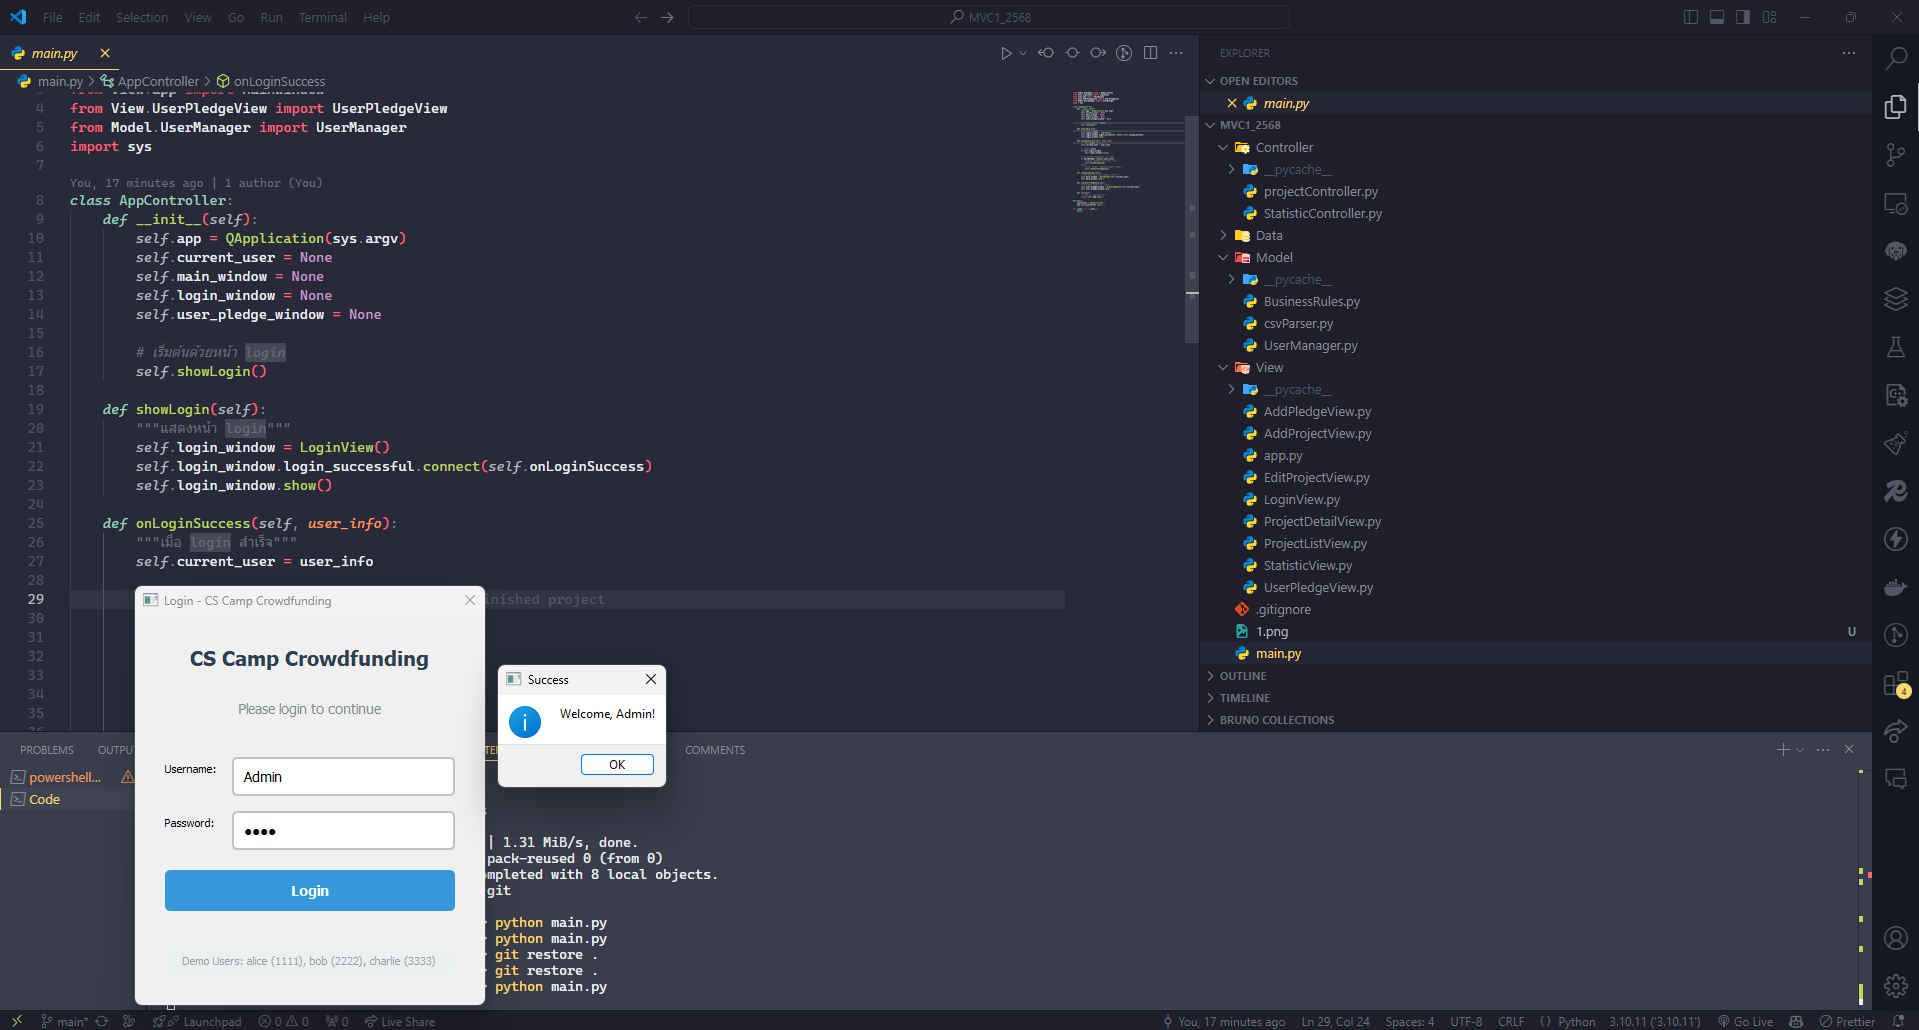 File Edit Selection View Go Run Terminal Help
MVC1_2568
main.py
main.py > AppController > onLoginSuccess
4 from View.UserPledgeView import UserPledgeView
5 from Model.UserManager import UserManager
6 import sys
7
You, 17 minutes ago | 1 author (You)
8 class AppController:
9 def __init__(self):
10 self.app = QApplication(sys.argv)
11 self.current_user = None
12 self.main_window = None
13 self.login_window = None
14 self.user_pledge_window = None
15
16 # เริ่มต้นด้วยหน้า login
17 self.showLogin()
18
19 def showLogin(self):
20 """แสดงหน้า login"""
21 self.login_window = LoginView()
22 self.login_window.login_successful.connect(self.onLoginSuccess)
23 self.login_window.show()
24
25 def onLoginSuccess(self, user_info):
26 """เมื่อ login สำเร็จ"""
27 self.current_user = user_info
28
29 inished project
30
31
32
33
34
35
Login - CS Camp Crowdfunding
CS Camp Crowdfunding
Please login to continue
Username: Admin
Password: ••••
Login
Demo Users: alice (1111), bob (2222), charlie (3333)
Success
Welcome, Admin!
OK
PROBLEMS OUTPU TE COMMENTS
powershell...
Code
| 1.31 MiB/s, done.
pack-reused 0 (from 0)
mpleted with 8 local objects.
git
python main.py
python main.py
git restore .
git restore .
python main.py
EXPLORER
OPEN EDITORS
main.py
MVC1_2568
Controller
__pycache__
projectController.py
StatisticController.py
Data
Model
__pycache__
BusinessRules.py
csvParser.py
UserManager.py
View
__pycache__
AddPledgeView.py
AddProjectView.py
app.py
EditProjectView.py
LoginView.py
ProjectDetailView.py
ProjectListView.py
StatisticView.py
UserPledgeView.py
.gitignore
1.png U
main.py
OUTLINE
TIMELINE
BRUNO COLLECTIONS
4
main* Launchpad 0 0 0 Live Share You, 17 minutes ago Ln 29, Col 24 Spaces: 4 UTF-8 CRLF Python 3.10.11 ('3.10.11') Go Live Prettier